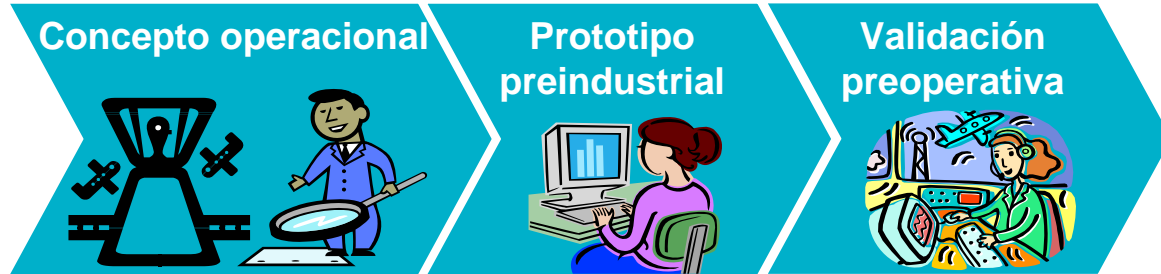 Concepto operacional
Prototipo
preindustrial
Validación
preoperativa